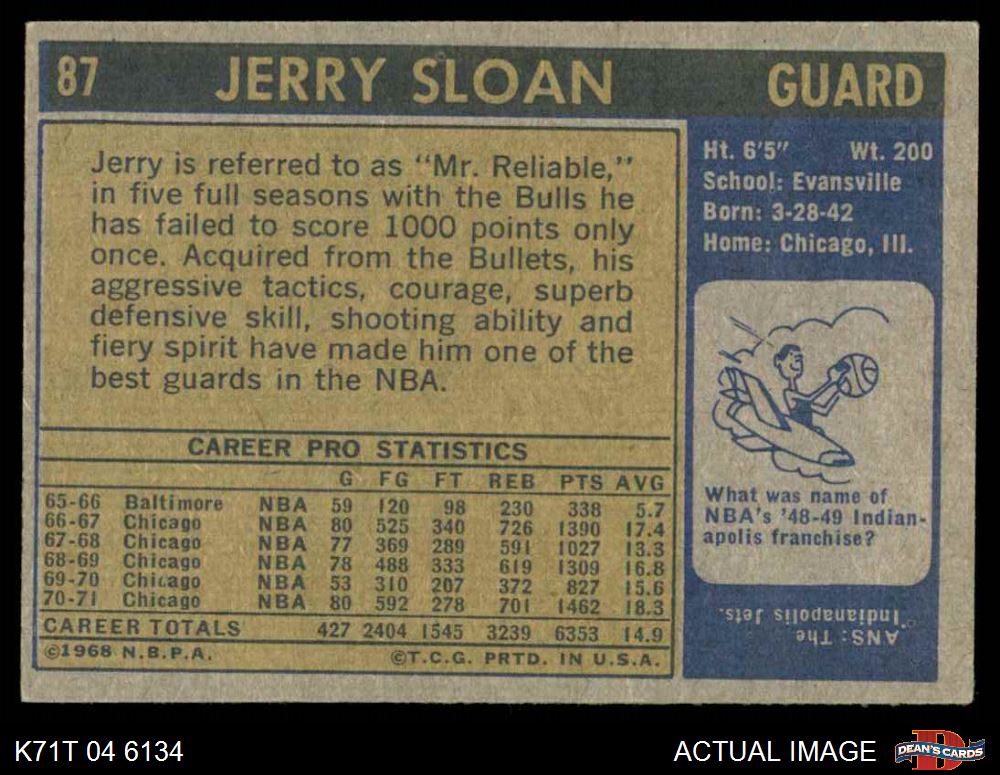 87 JERRY SLOAN GUARD
Jerry is referred to as “Mr. Reliable,”
in five full seasons with the Bulls he
has failed to score 1000 points only
once. Acquired from the Bullets, his
aggressive tactics, courage, superb
defensive skill, shooting ability and
fiery spirit have made him one of the
best guards in the NBA.
Ht. 6'5" Wt. 200
School: Evansville
Born: 3-28-42
Home: Chicago, Ill.
What was name of
NBA's '48-49 Indian-
apolis franchise?
ANS: The
Indianapolis Jets.
CAREER PRO STATISTICS
G FG FT REB PTS AVG
65-66 Baltimore NBA 59 120 98 230 338 5.7
66-67 Chicago NBA 80 525 340 726 1390 17.4
67-68 Chicago NBA 77 369 289 591 1027 13.3
68-69 Chicago NBA 78 488 333 619 1309 16.8
69-70 Chicago NBA 53 310 207 372 827 15.6
70-71 Chicago NBA 80 592 278 701 1462 18.3
CAREER TOTALS 427 2404 1545 3239 6353 14.9
©1968 N.B.P.A. ©T.C.G. PRTD. IN U.S.A.
K71T 04 6134 ACTUAL IMAGE DEAN'S CARDS